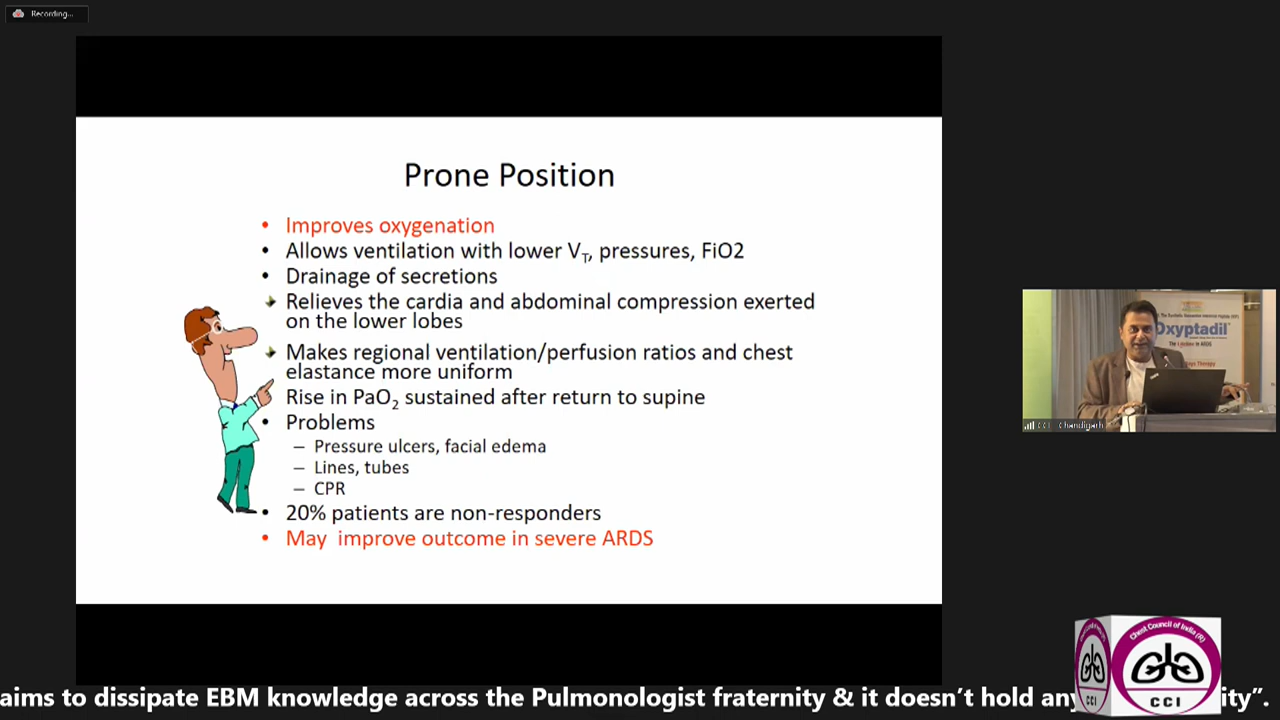 Recording...
Prone Position
• Improves oxygenation
• Allows ventilation with lower VT, pressures, FiO2
• Drainage of secretions
Relieves the cardia and abdominal compression exerted
on the lower lobes
Makes regional ventilation/perfusion ratios and chest
elastance more uniform
Rise in PaO2 sustained after return to supine
• Problems
– Pressure ulcers, facial edema
– Lines, tubes
– CPR
• 20% patients are non-responders
• May improve outcome in severe ARDS
Oxyptadil
in ARDS
Therapy
CCI Chandigarh
Chest Council of India (R)
CCI
aims to dissipate EBM knowledge across the Pulmonologist fraternity & it doesn't hold any